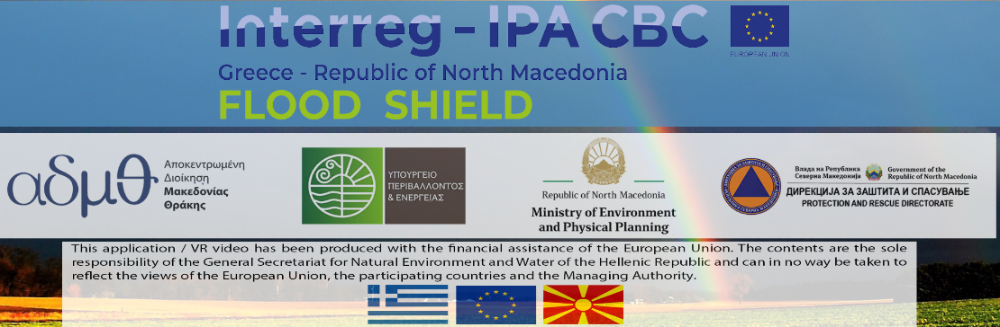 Interreg - IPA CBC
EUROPEAN UNION
Greece - Republic of North Macedonia
FLOOD SHIELD
αδμθ
Αποκεντρωμένη
Διοίκηση
Μακεδονίας
Θράκης
ΥΠΟΥΡΓΕΙΟ
ΠΕΡΙΒΑΛΛΟΝΤΟΣ
& ΕΝΕΡΓΕΙΑΣ
Republic of North Macedonia
Ministry of Environment
and Physical Planning
Влада на Република
Северна Македонија
Government of the
Republic of North Macedonia
ДИРЕКЦИЈА ЗА ЗАШТИТА И СПАСУВАЊЕ
PROTECTION AND RESCUE DIRECTORATE
This application / VR video has been produced with the financial assistance of the European Union. The contents are the sole
responsibility of the General Secretariat for Natural Environment and Water of the Hellenic Republic and can in no way be taken to
reflect the views of the European Union, the participating countries and the Managing Authority.